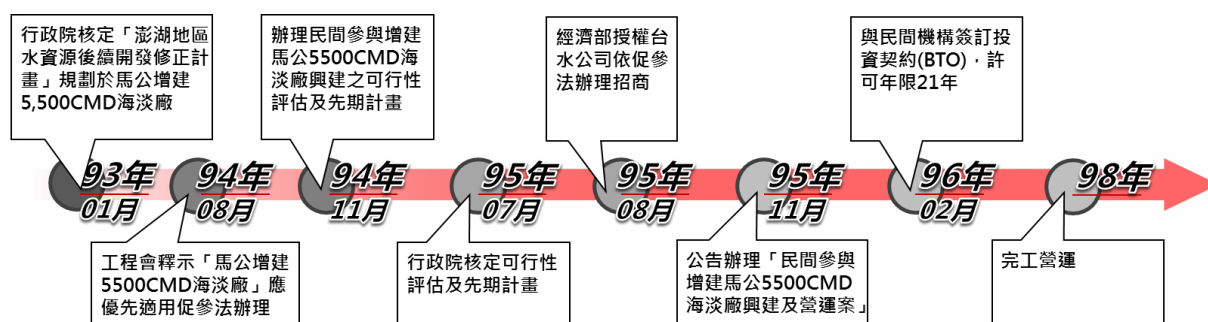 行政院核定「澎湖地區
水資源後續開發修正計
畫」規劃於馬公增建
5,500CMD海淡廠
辦理民間參與增建
馬公5500CMD海
淡廠興建之可行性
評估及先期計畫
經濟部授權台
水公司依促參
法辦理招商
與民間機構簽訂投
資契約(BTO)，許
可年限21年
93年
01月
94年
08月
94年
11月
95年
07月
95年
08月
95年
11月
96年
02月
98年
工程會釋示「馬公增建
5500CMD海淡廠」應
優先適用促參法辦理
行政院核定可行性
評估及先期計畫
公告辦理「民間參與
增建馬公5500CMD
海淡廠興建及營運案」
完工營運